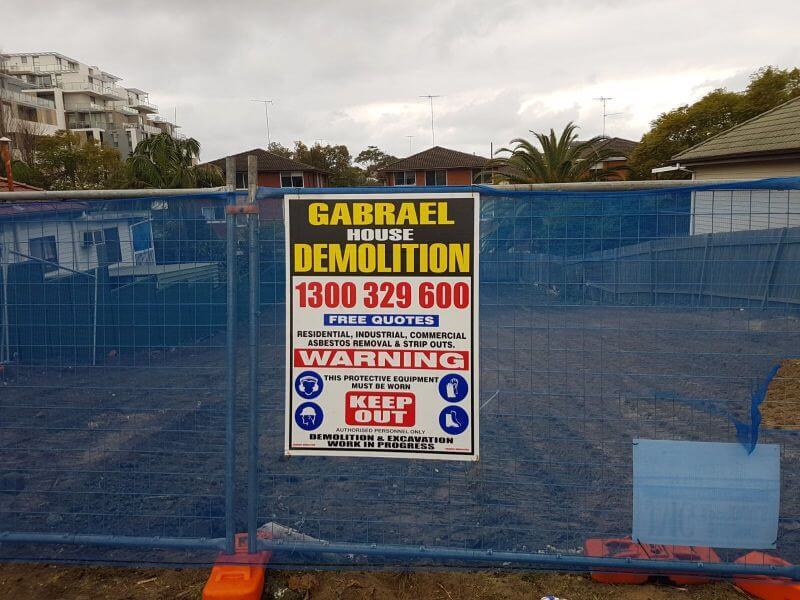 GABRAEL
HOUSE
DEMOLITION
1300 329 600
FREE QUOTES
RESIDENTIAL, INDUSTRIAL, COMMERCIAL
ASBESTOS REMOVAL & STRIP OUTS.
WARNING
THIS PROTECTIVE EQUIPMENT
MUST BE WORN
KEEP
OUT
AUTHORISED PERSONNEL ONLY
DEMOLITION & EXCAVATION
WORK IN PROGRESS